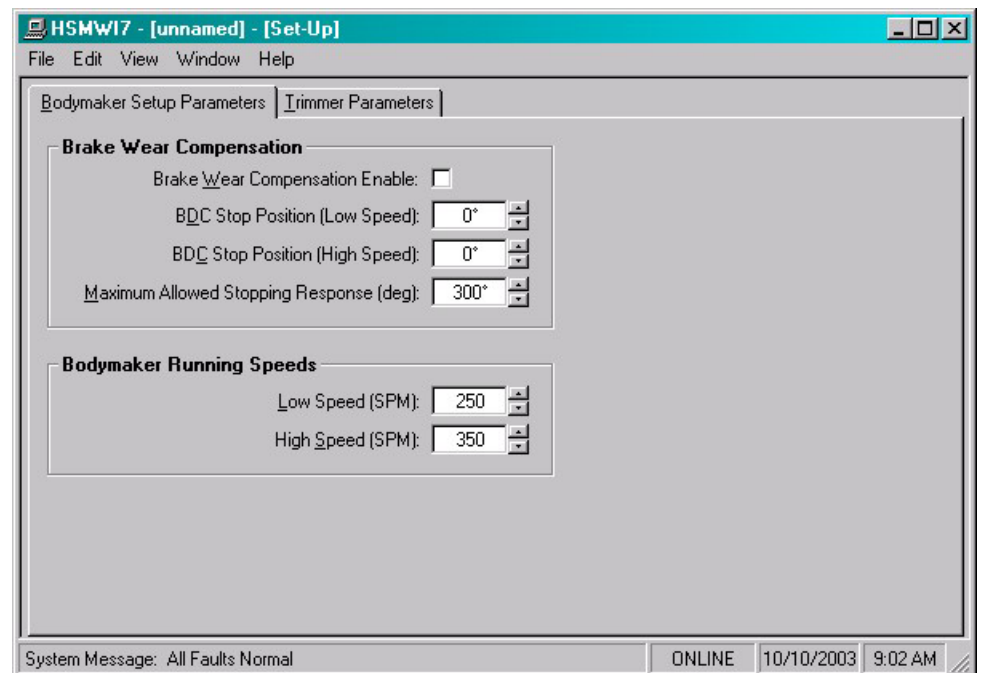 HSMWI7 - [unnamed] - [Set-Up]
File Edit View Window Help
Bodymaker Setup Parameters Trimmer Parameters
Brake Wear Compensation
Brake Wear Compensation Enable:
BDC Stop Position (Low Speed): 0°
BDC Stop Position (High Speed): 0°
Maximum Allowed Stopping Response (deg): 300°
Bodymaker Running Speeds
Low Speed (SPM): 250
High Speed (SPM): 350
System Message: All Faults Normal ONLINE 10/10/2003 9:02 AM